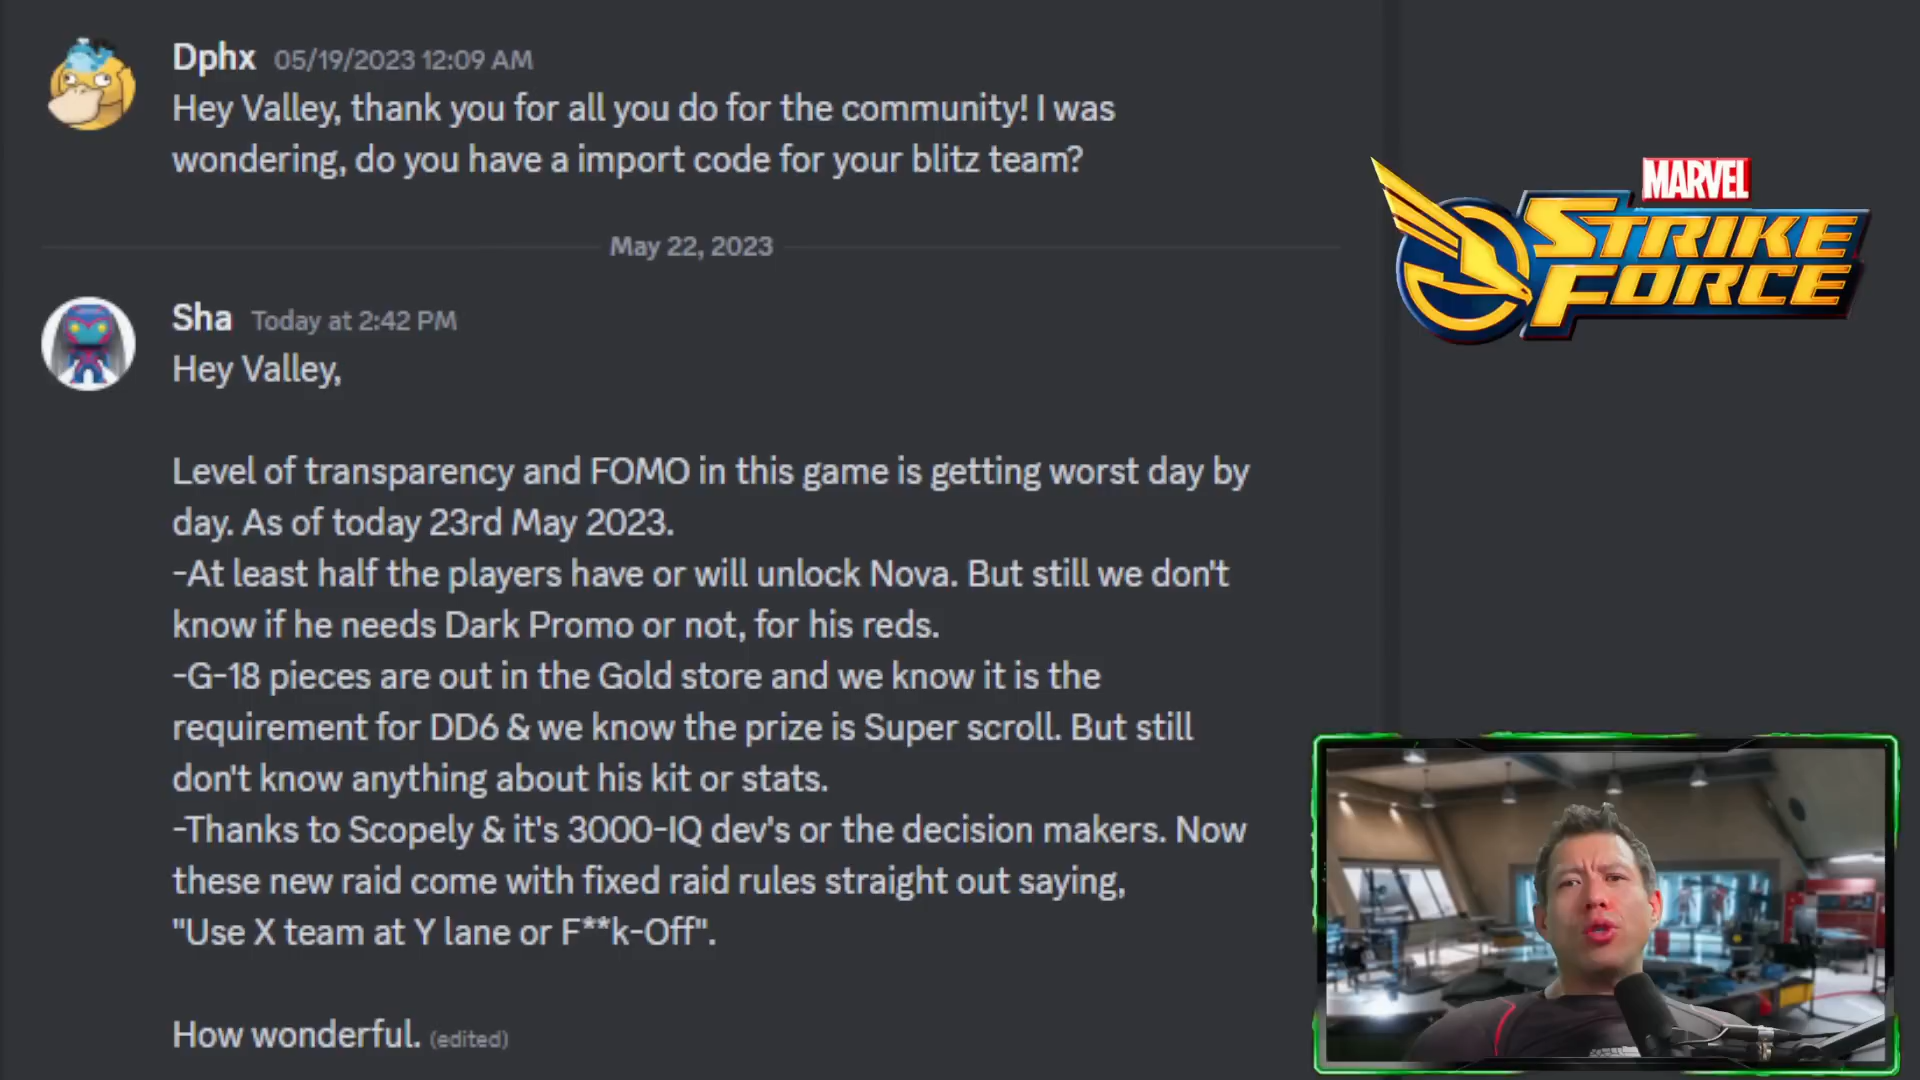 Dphx 05/19/2023 12:09 AM
Hey Valley, thank you for all you do for the community! I was
wondering, do you have a import code for your blitz team?
May 22, 2023
Sha Today at 2:42 PM
Hey Valley,
Level of transparency and FOMO in this game is getting worst day by
day. As of today 23rd May 2023.
-At least half the players have or will unlock Nova. But still we don't
know if he needs Dark Promo or not, for his reds.
-G-18 pieces are out in the Gold store and we know it is the
requirement for DD6 & we know the prize is Super scroll. But still
don't know anything about his kit or stats.
-Thanks to Scopely & it's 3000-IQ dev's or the decision makers. Now
these new raid come with fixed raid rules straight out saying,
"Use X team at Y lane or F**k-Off".
How wonderful. (edited)
MARVEL
STRIKE
FORCE